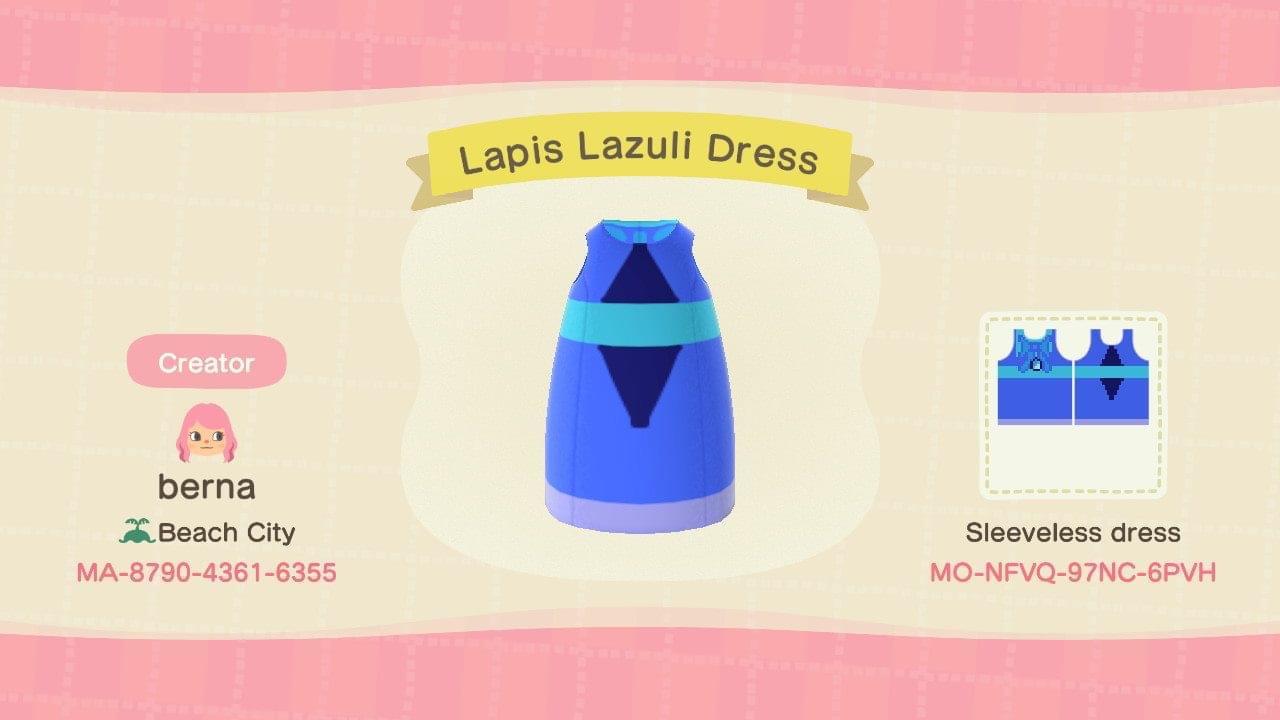 Lapis Lazuli Dress
Creator
berna
Beach City
MA-8790-4361-6355
Sleeveless dress
MO-NFVQ-97NC-6PVH